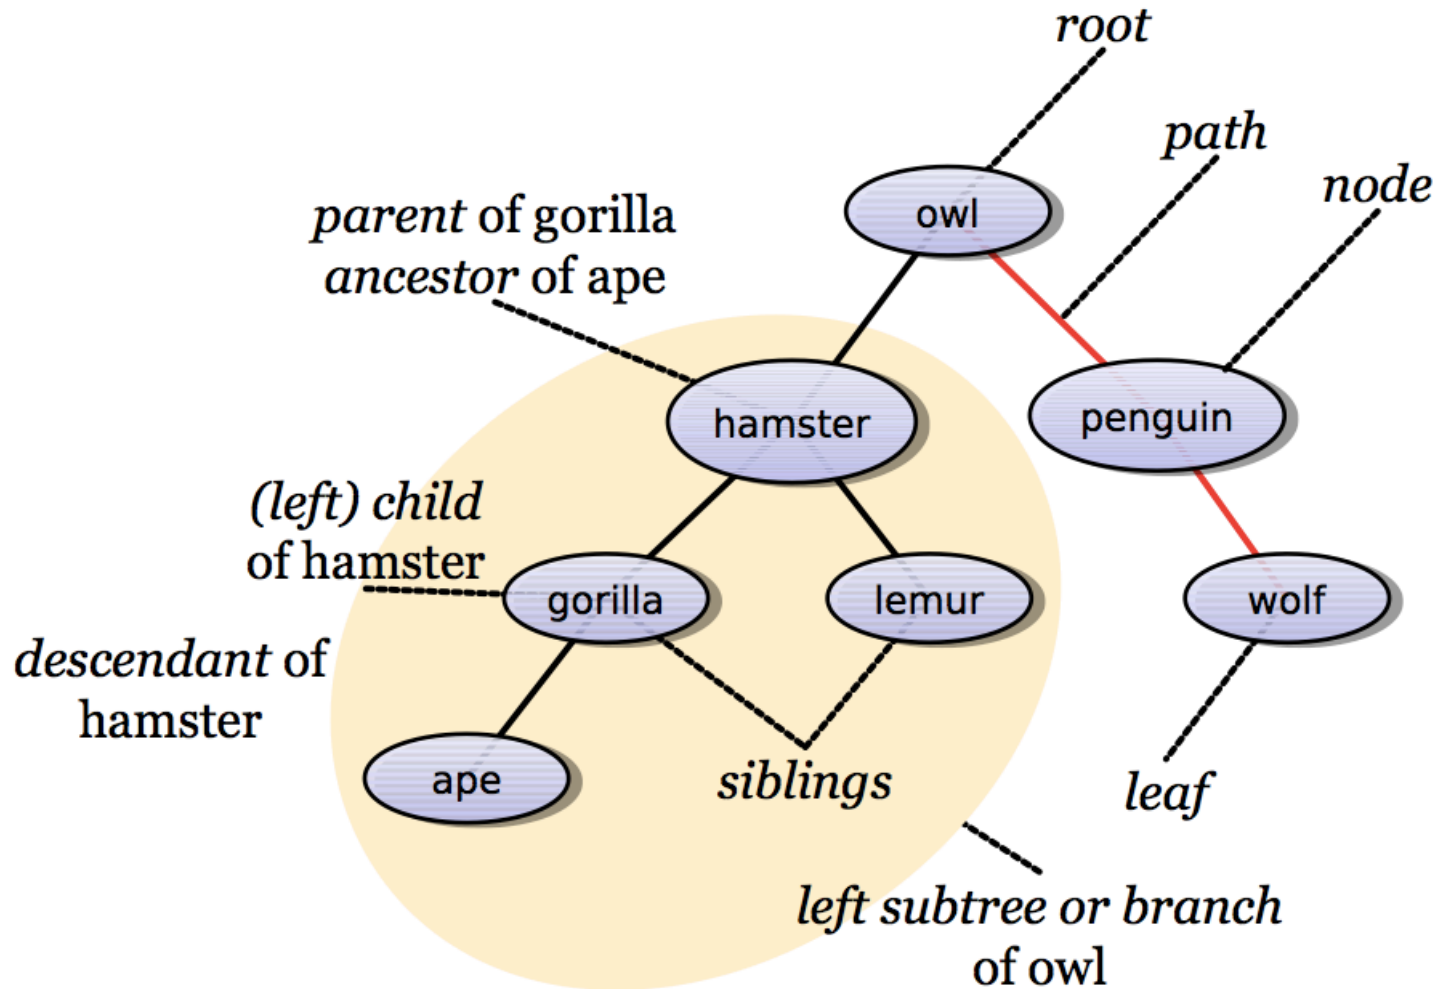 root
path
node
owl
parent of gorilla
ancestor of ape
hamster
penguin
(left) child
of hamster
gorilla
lemur
wolf
descendant of
hamster
ape
siblings
leaf
left subtree or branch
of owl